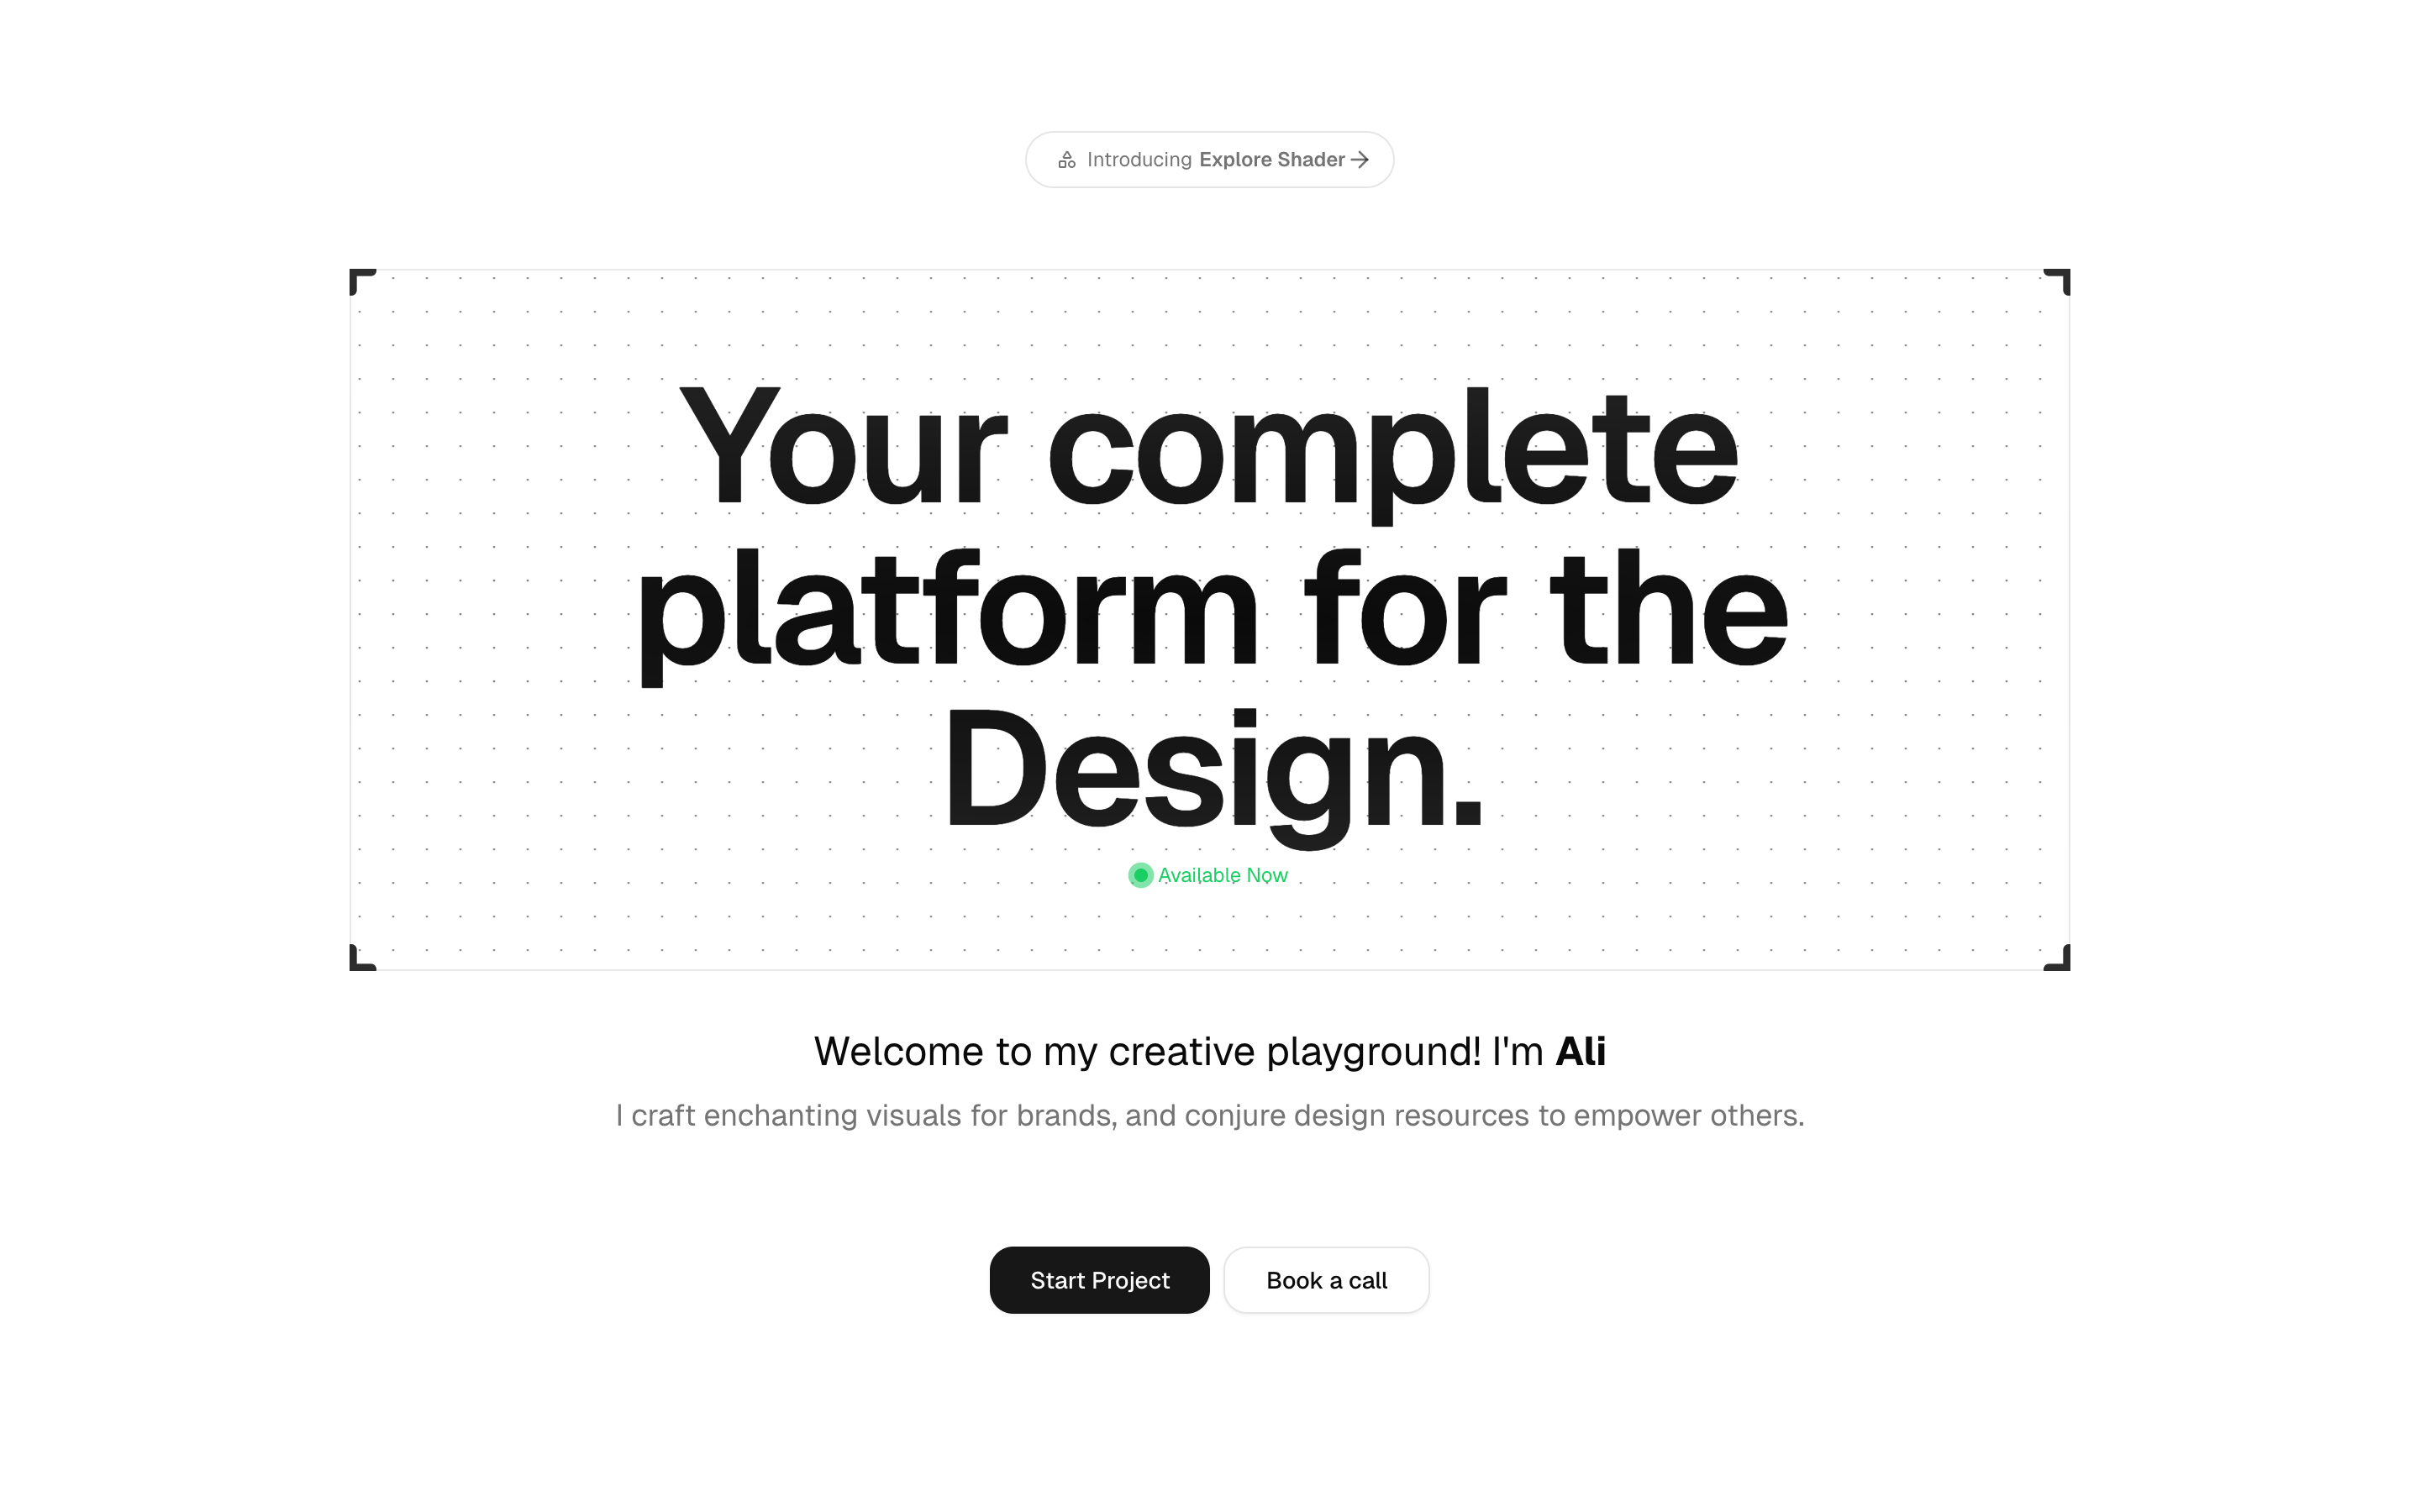 Introducing Explore Shader
Your complete
platform for the
Design.
Available Now
Welcome to my creative playground! I'm Ali
I craft enchanting visuals for brands, and conjure design resources to empower others.
Start Project
Book a call